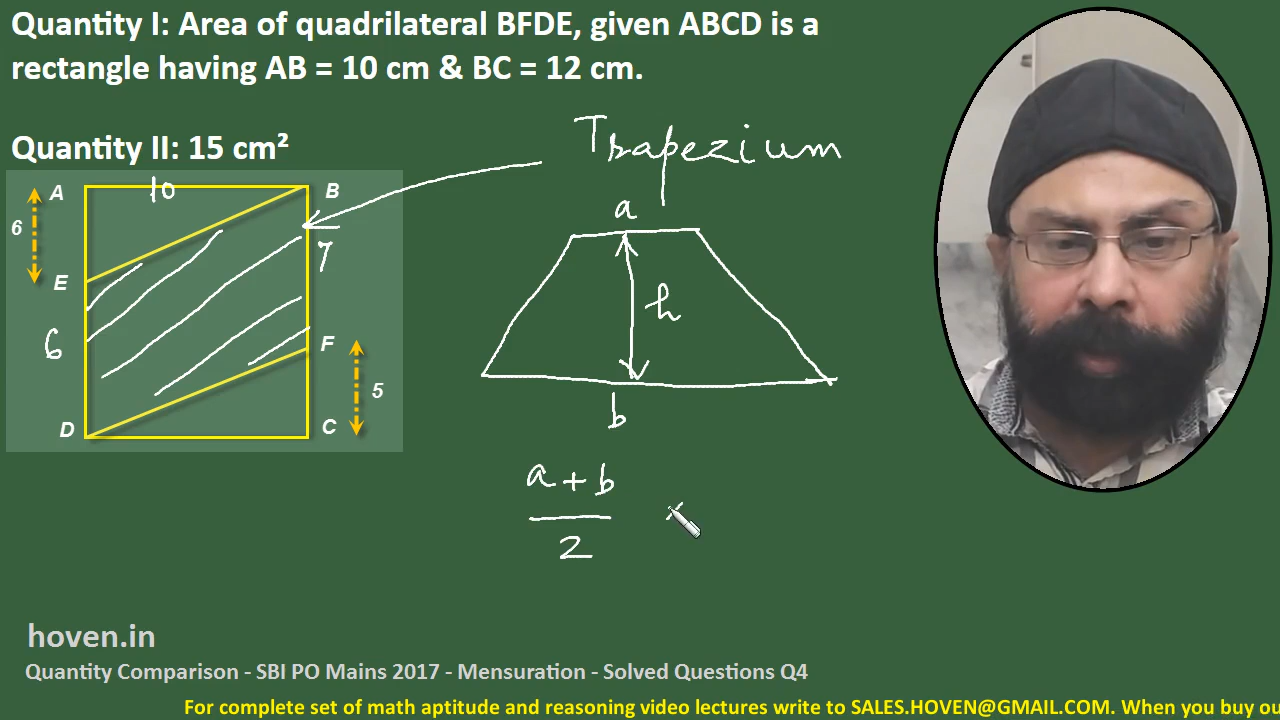 Quantity I: Area of quadrilateral BFDE, given ABCD is a
rectangle having AB = 10 cm & BC = 12 cm.
Quantity II: 15 cm²
Trapezium
A
10
B
6
7
E
6
F
5
D
C
a
h
b
a + b
2
×
hoven.in
Quantity Comparison - SBI PO Mains 2017 - Mensuration - Solved Questions Q4
For complete set of math aptitude and reasoning video lectures write to SALES.HOVEN@GMAIL.COM. When you buy ou